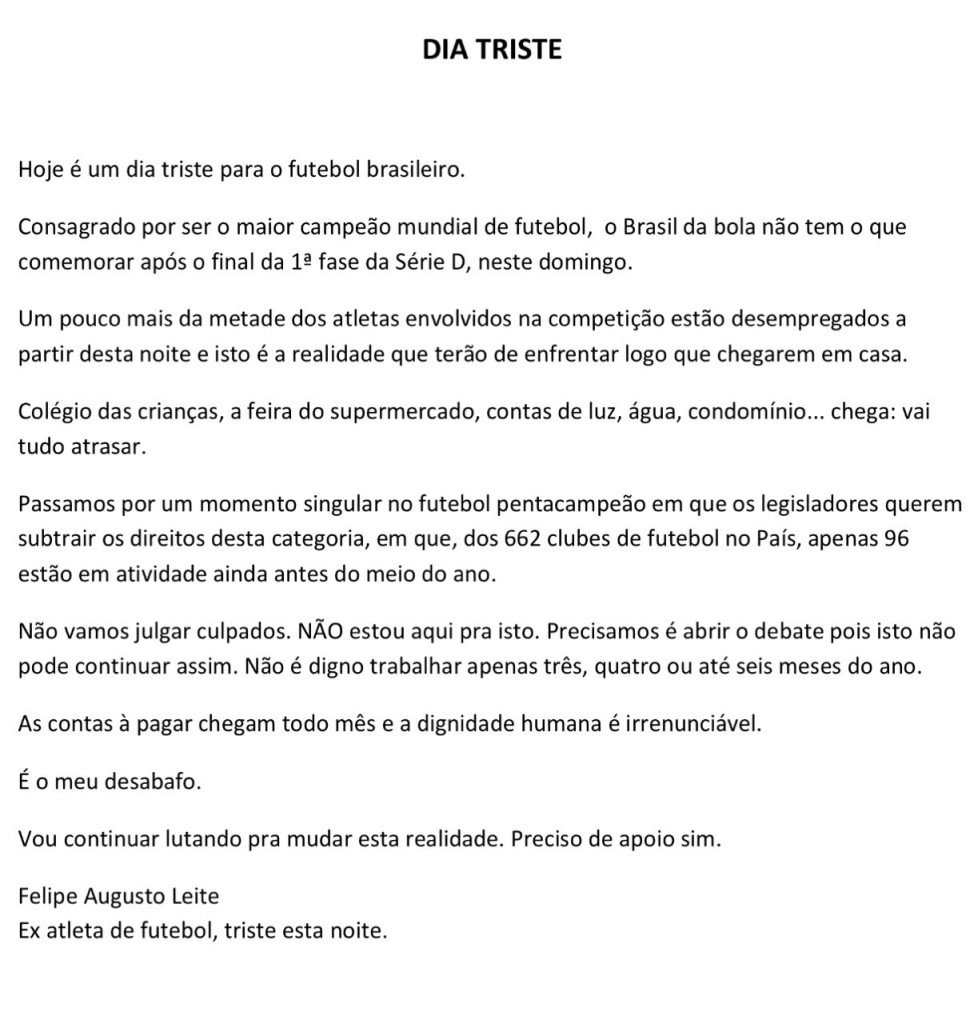 DIA TRISTE
Hoje é um dia triste para o futebol brasileiro.
Consagrado por ser o maior campeão mundial de futebol,  o Brasil da bola não tem o que
comemorar após o final da 1ª fase da Série D, neste domingo.
Um pouco mais da metade dos atletas envolvidos na competição estão desempregados a
partir desta noite e isto é a realidade que terão de enfrentar logo que chegarem em casa.
Colégio das crianças, a feira do supermercado, contas de luz, água, condomínio... chega: vai
tudo atrasar.
Passamos por um momento singular no futebol pentacampeão em que os legisladores querem
subtrair os direitos desta categoria, em que, dos 662 clubes de futebol no País, apenas 96
estão em atividade ainda antes do meio do ano.
Não vamos julgar culpados. NÃO estou aqui pra isto. Precisamos é abrir o debate pois isto não
pode continuar assim. Não é digno trabalhar apenas três, quatro ou até seis meses do ano.
As contas à pagar chegam todo mês e a dignidade humana é irrenunciável.
É o meu desabafo.
Vou continuar lutando pra mudar esta realidade. Preciso de apoio sim.
Felipe Augusto Leite
Ex atleta de futebol, triste esta noite.